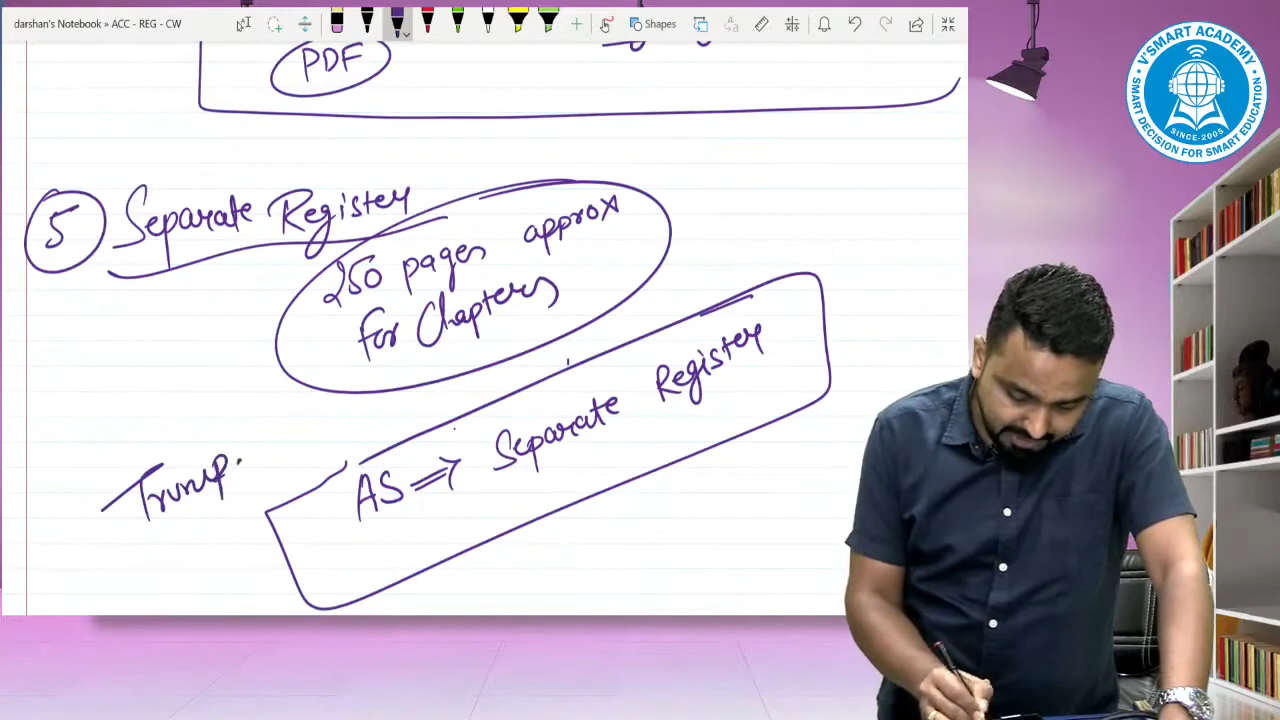 darshan's Notebook » ACC - REG - CW
Shapes
PDF
5 Separate Register
250 pages approx
for Chapters
AS ⇒ Separate Register
Trump.
V'SMART ACADEMY
SINCE-2005
SMART DECISION FOR SMART EDUCATION